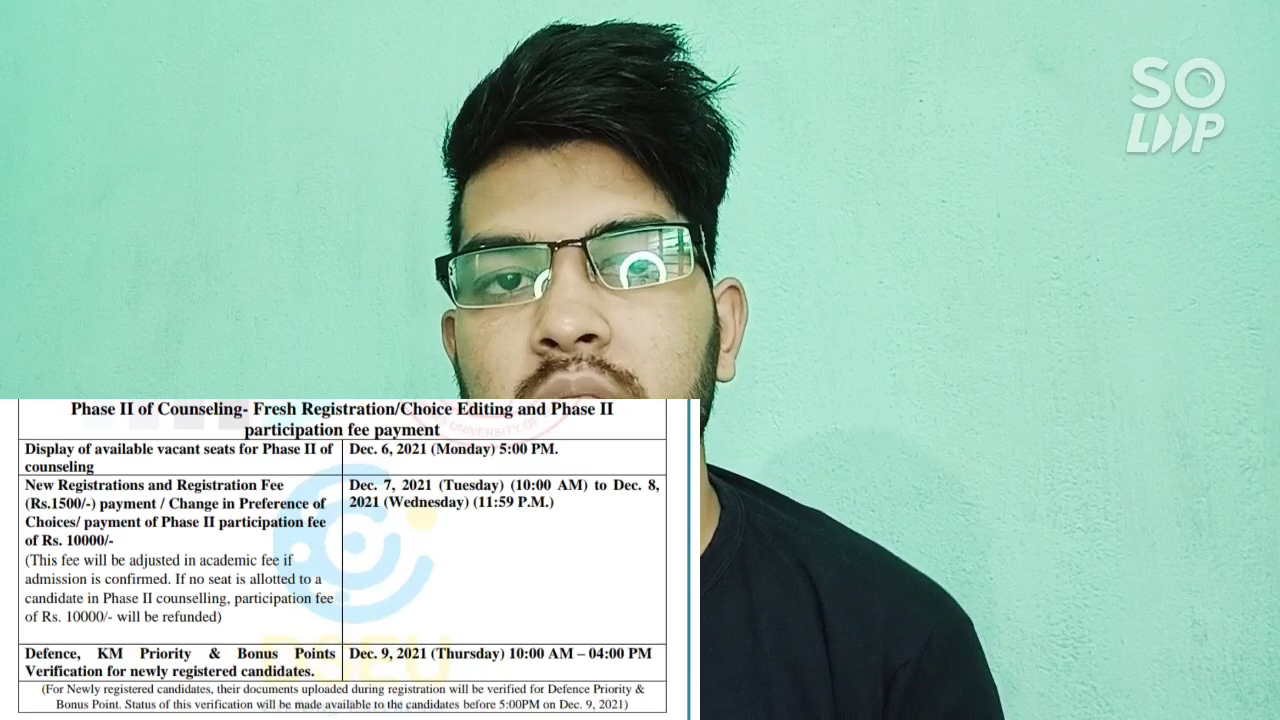 SO
LOOP
Phase II of Counseling- Fresh Registration/Choice Editing and Phase II
participation fee payment
UNIVERSITY OF
Display of available vacant seats for Phase II of
counseling
Dec. 6, 2021 (Monday) 5:00 PM.
New Registrations and Registration Fee
(Rs.1500/-) payment / Change in Preference of
Choices/ payment of Phase II participation fee
of Rs. 10000/-
(This fee will be adjusted in academic fee if
admission is confirmed. If no seat is allotted to a
candidate in Phase II counselling, participation fee
of Rs. 10000/- will be refunded)
Dec. 7, 2021 (Tuesday) (10:00 AM) to Dec. 8,
2021 (Wednesday) (11:59 P.M.)
DSEU
Defence, KM Priority & Bonus Points
Verification for newly registered candidates.
Dec. 9, 2021 (Thursday) 10:00 AM – 04:00 PM
(For Newly registered candidates, their documents uploaded during registration will be verified for Defence Priority &
Bonus Point. Status of this verification will be made available to the candidates before 5:00PM on Dec. 9, 2021)